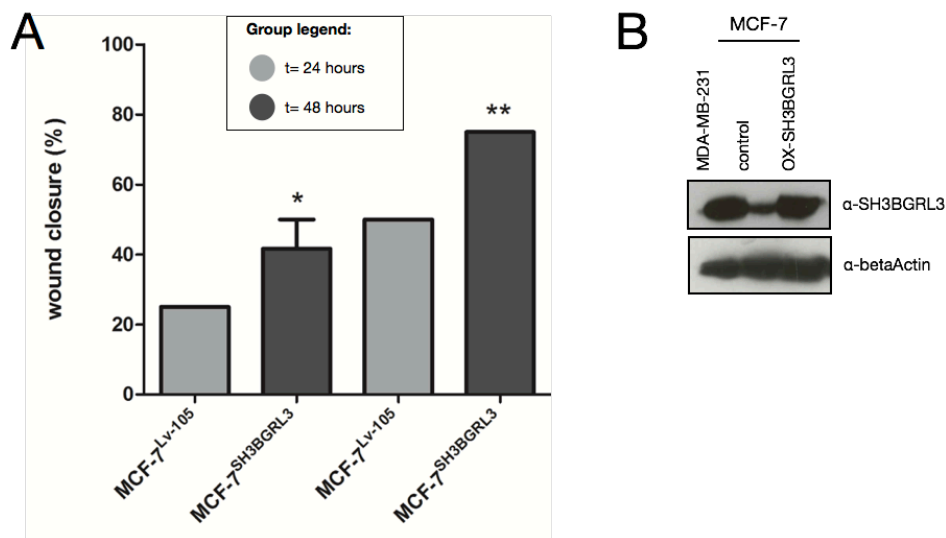 A
Group legend:
t= 24 hours
t= 48 hours
wound closure (%)
100
80
60
40
20
0
*
**
MCF-7Lv-105
MCF-7SH3BGRL3
MCF-7Lv-105
MCF-7SH3BGRL3
B
MCF-7
MDA-MB-231
control
OX-SH3BGRL3
α-SH3BGRL3
α-betaActin